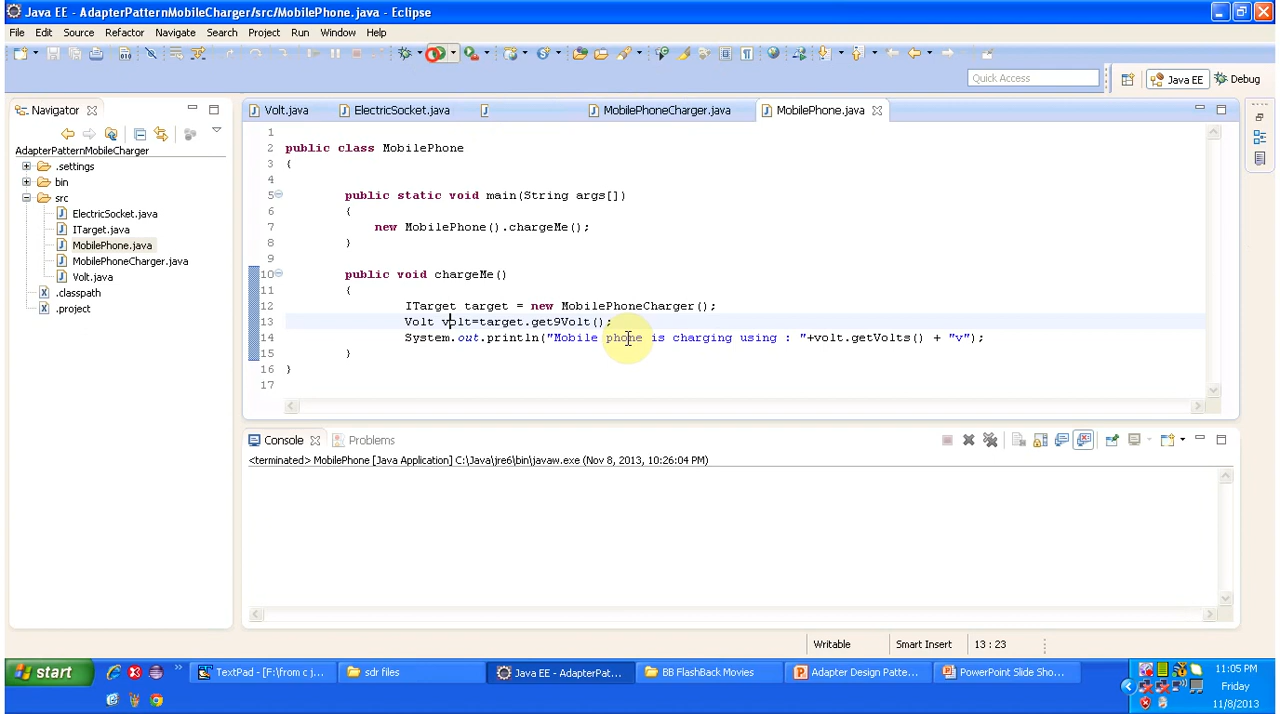 Java EE - AdapterPatternMobileCharger/src/MobilePhone.java - Eclipse
File Edit Source Refactor Navigate Search Project Run Window Help
Quick Access
Java EE
Debug
Navigator
Volt.java
ElectricSocket.java
MobilePhoneCharger.java
MobilePhone.java
AdapterPatternMobileCharger
.settings
bin
src
ElectricSocket.java
ITarget.java
MobilePhone.java
MobilePhoneCharger.java
Volt.java
.classpath
.project
1
2 public class MobilePhone
3 {
4
5 public static void main(String args[])
6 {
7 new MobilePhone().chargeMe();
8 }
9
10 public void chargeMe()
11 {
12 ITarget target = new MobilePhoneCharger();
13 Volt volt=target.get9Volt();
14 System.out.println("Mobile phone is charging using : "+volt.getVolts() + "v");
15 }
16 }
17
Console
Problems
<terminated> MobilePhone [Java Application] C:\Java\jre6\bin\javaw.exe (Nov 8, 2013, 10:26:04 PM)
Writable
Smart Insert
13 : 23
start
TextPad - [F:\from c j...
sdr files
Java EE - AdapterPat...
BB FlashBack Movies
Adapter Design Patte...
PowerPoint Slide Sho...
11:05 PM
Friday
11/8/2013